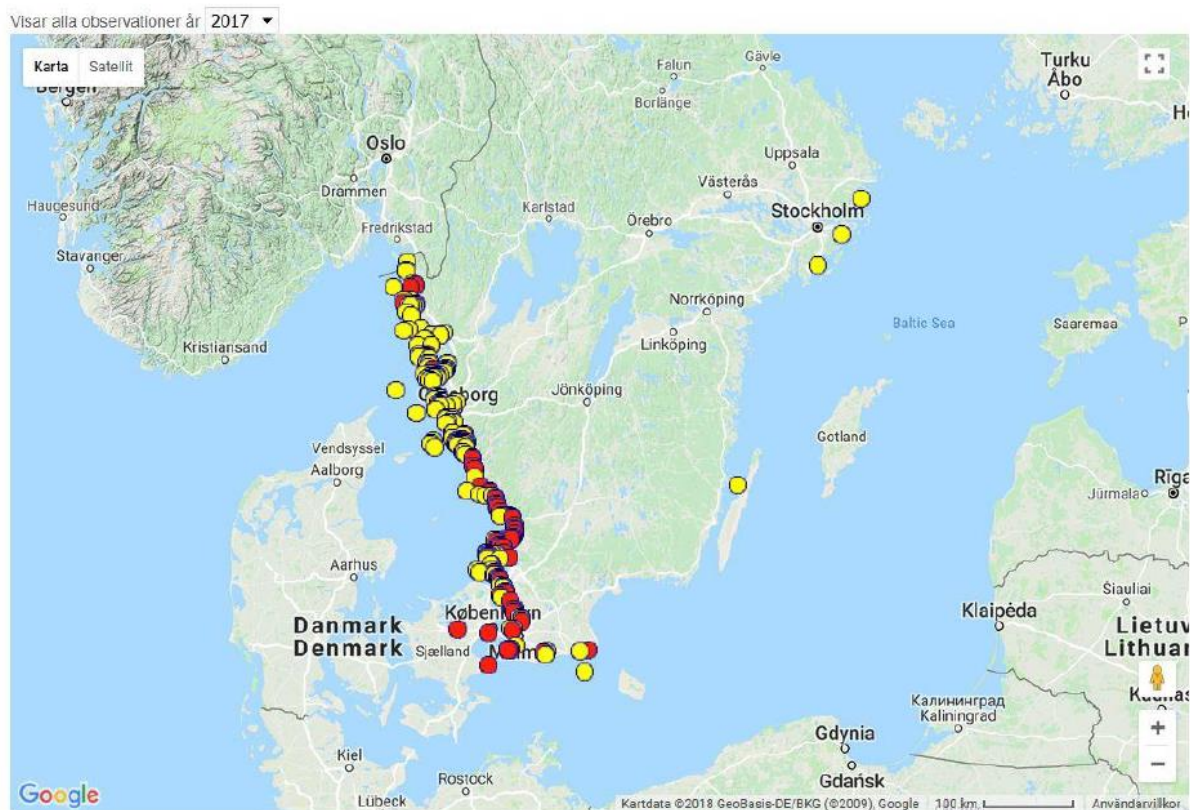 Visar alla observationer år 2017
Karta Satellit
Bergen
Haugesund
Stavanger
Kristiansand
Drammen
Oslo
Fredrikstad
Karlstad
Örebro
Falun
Borlänge
Gävle
Uppsala
Västerås
Stockholm
Norrköping
Linköping
Jönköping
Turku
Åbo
Baltic Sea
Saaremaa
Gotland
Vendsyssel
Aalborg
Aarhus
Danmark
Denmark
Sjælland
København
Jūrmala
Rīga
Šiauliai
Klaipėda
Lietuv
Lithuan
Калининград
Kaliningrad
Gdynia
Gdańsk
Kiel
Rostock
Lübeck
Google
Kartdata ©2018 GeoBasis-DE/BKG (©2009), Google 100 km Användarvillkor